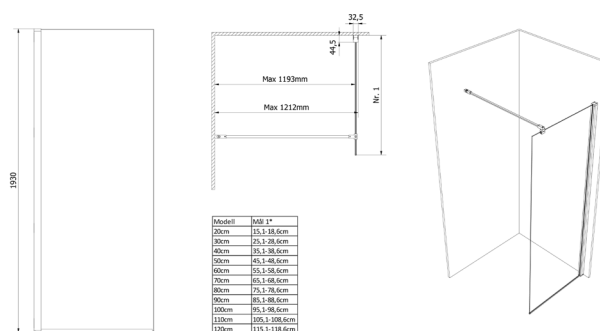 1930
32,5
44,5
Max 1193mm
Max 1212mm
Nr. 1
Modell Mål 1*
20cm 15,1-18,6cm
30cm 25,1-28,6cm
40cm 35,1-38,6cm
50cm 45,1-48,6cm
60cm 55,1-58,6cm
70cm 65,1-68,6cm
80cm 75,1-78,6cm
90cm 85,1-88,6cm
100cm 95,1-98,6cm
110cm 105,1-108,6cm
120cm 115,1-118,6cm